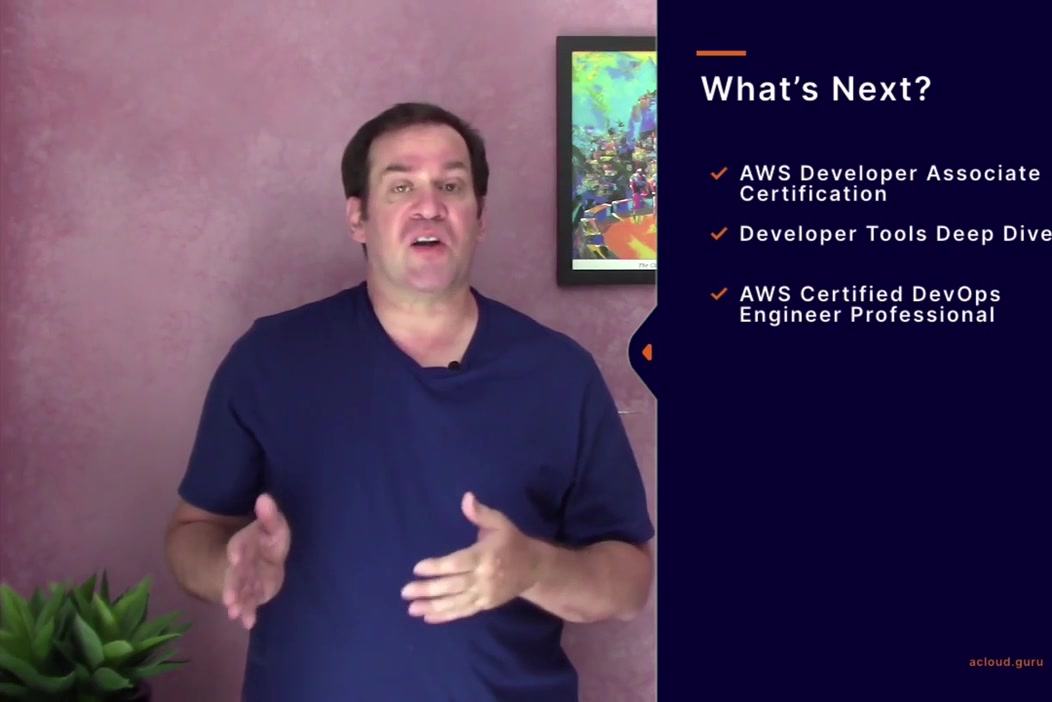 What's Next?
AWS Developer Associate
Certification
Developer Tools Deep Dive
AWS Certified DevOps
Engineer Professional
acloud.guru